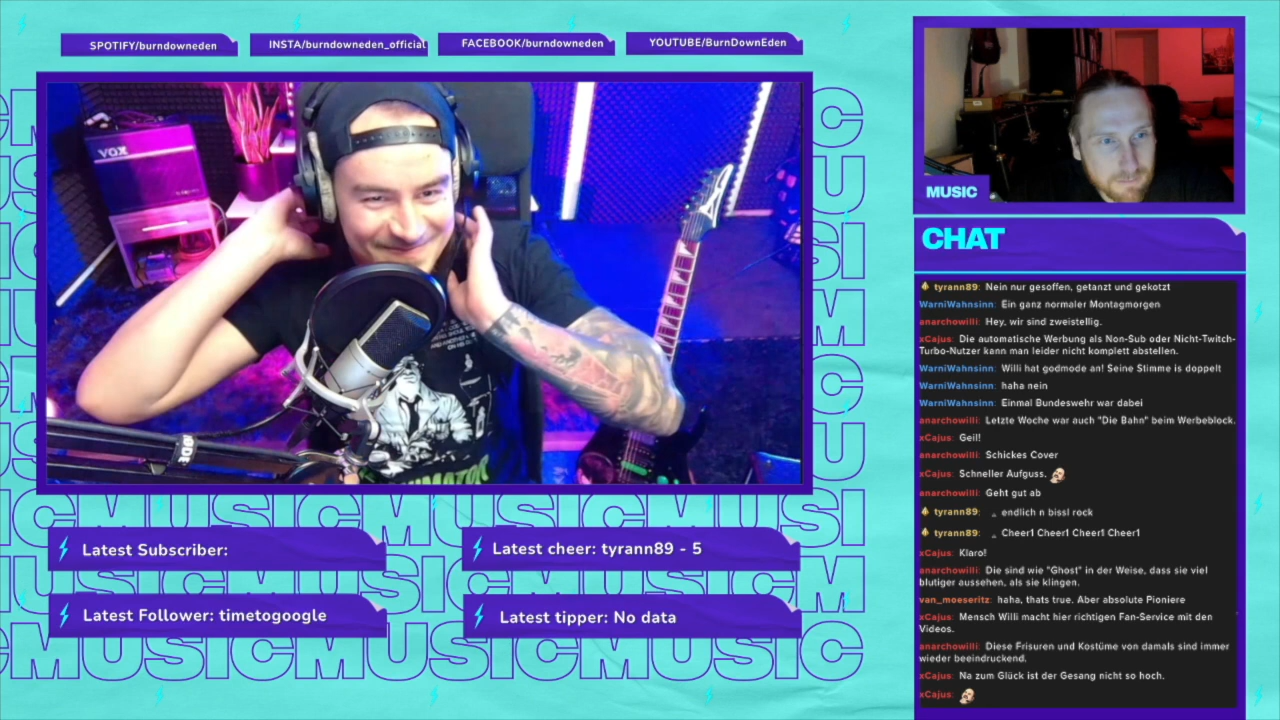 SPOTIFY/burndowneden
INSTA/burndowneden_official
FACEBOOK/burndowneden
YOUTUBE/BurnDownEden
VOX
RØDE
MUSIC
CHAT
tyrann89: Nein nur gesoffen, getanzt und gekotzt
WarniWahnsinn: Ein ganz normaler Montagmorgen
anarchowilli: Hey, wir sind zweistellig.
xCajus: Die automatische Werbung als Non-Sub oder Nicht-Twitch-
Turbo-Nutzer kann man leider nicht komplett abstellen.
WarniWahnsinn: Willi hat godmode an! Seine Stimme is doppelt
WarniWahnsinn: haha nein
WarniWahnsinn: Einmal Bundeswehr war dabei
anarchowilli: Letzte Woche war auch "Die Bahn" beim Werbeblock.
xCajus: Geil!
anarchowilli: Schickes Cover
xCajus: Schneller Aufguss.
anarchowilli: Geht gut ab
tyrann89: endlich n bissl rock
tyrann89: Cheer1 Cheer1 Cheer1 Cheer1
xCajus: Klaro!
anarchowilli: Die sind wie "Ghost" in der Weise, dass sie viel
blutiger aussehen, als sie klingen.
van_moeseritz: haha, thats true. Aber absolute Pioniere
xCajus: Mensch Willi macht hier richtigen Fan-Service mit den
Videos.
anarchowilli: Diese Frisuren und Kostüme von damals sind immer
wieder beeindruckend.
xCajus: Na zum Glück ist der Gesang nicht so hoch.
xCajus:
Latest Subscriber:
Latest cheer: tyrann89 - 5
Latest Follower: timetogoogle
Latest tipper: No data
MUSICMUSICMUSI
USICMUSICMUSICM
MUSICMUSICMUSIC